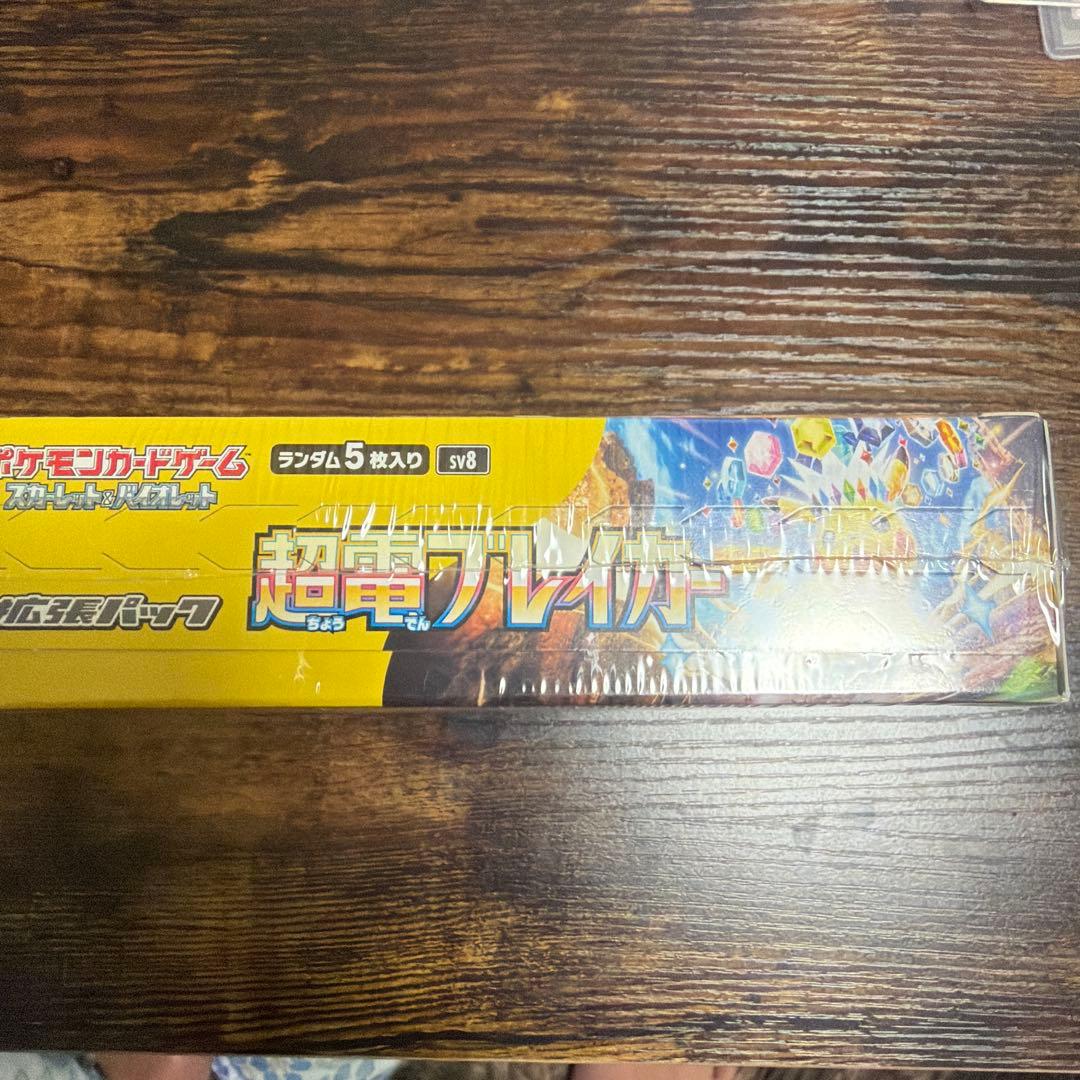 ポケモンカードゲーム
スカーレット&バイオレット
ランダム5枚入り
SV8
拡張パック
超電ブレイカー
ちょう でん